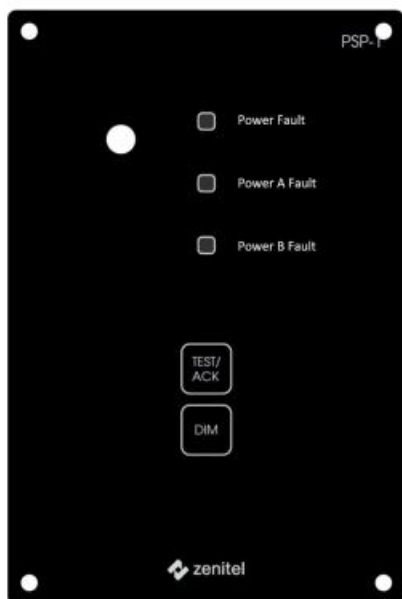 PSP-1
Power Fault
Power A Fault
Power B Fault
TEST/
ACK
DIM
zenitel